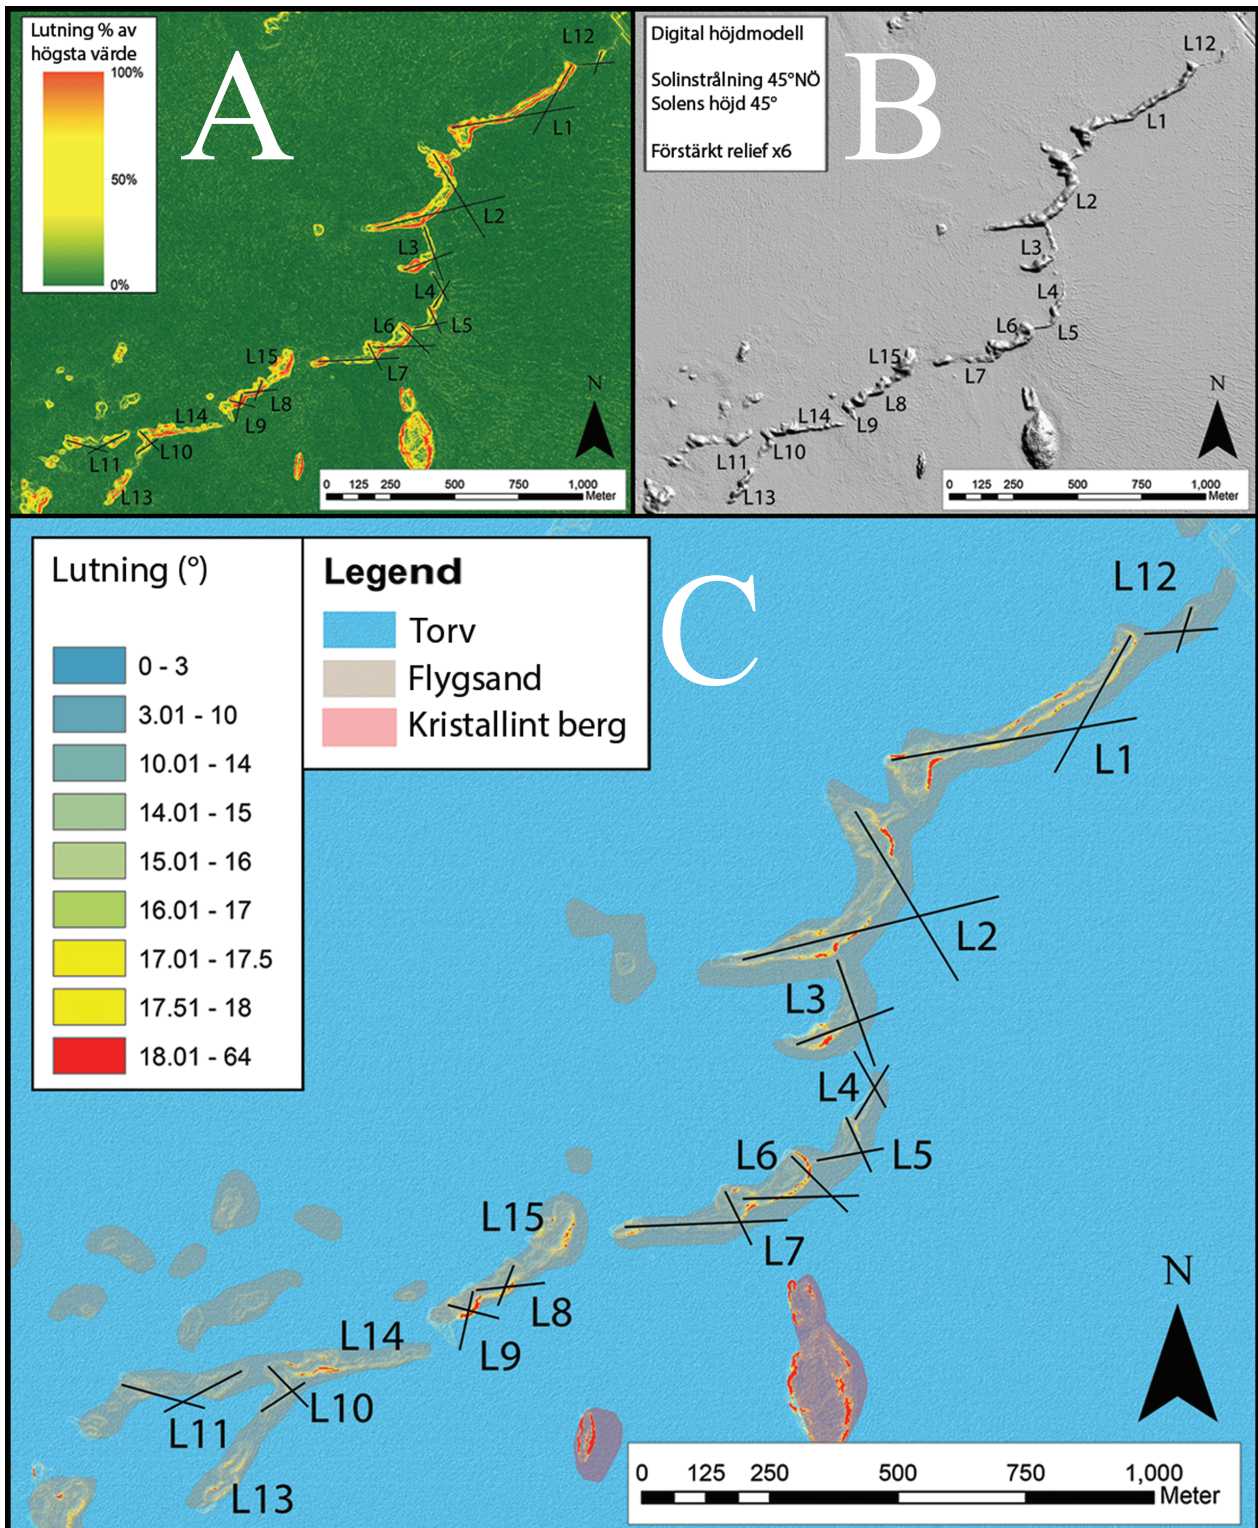 Lutning % av
högsta värde
100%
50%
0%
A
L12
L1
L2
L3
L4
L5
L6
L7
L15
L8
L14
L9
L10
L11
L13
N
0 125 250 500 750 1,000
Meter
Digital höjdmodell
Solinstrålning 45°NÖ
Solens höjd 45°
Förstärkt relief x6
B
L12
L1
L2
L3
L4
L5
L6
L7
L15
L8
L14
L9
L10
L11
L13
N
0 125 250 500 750 1,000
Meter
Lutning (°)
0 - 3
3.01 - 10
10.01 - 14
14.01 - 15
15.01 - 16
16.01 - 17
17.01 - 17.5
17.51 - 18
18.01 - 64
Legend
Torv
Flygsand
Kristallint berg
C
L12
L1
L2
L3
L4
L5
L6
L7
L15
L8
L9
L14
L10
L11
L13
N
0 125 250 500 750 1,000
Meter